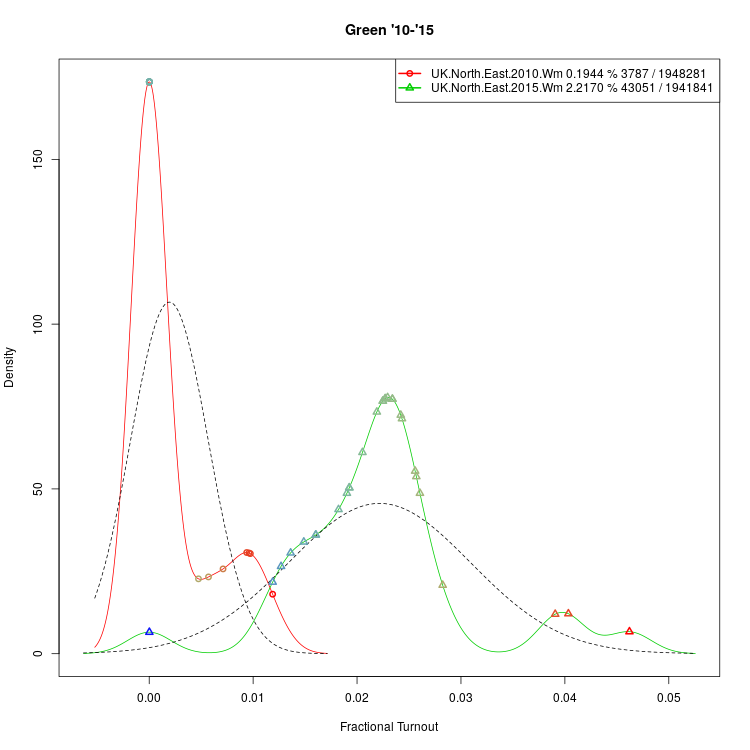 Green '10-'15
UK.North.East.2010.Wm 0.1944 % 3787 / 1948281
UK.North.East.2015.Wm 2.2170 % 43051 / 1941841
Density
150
100
50
0
0.00 0.01 0.02 0.03 0.04 0.05
Fractional Turnout